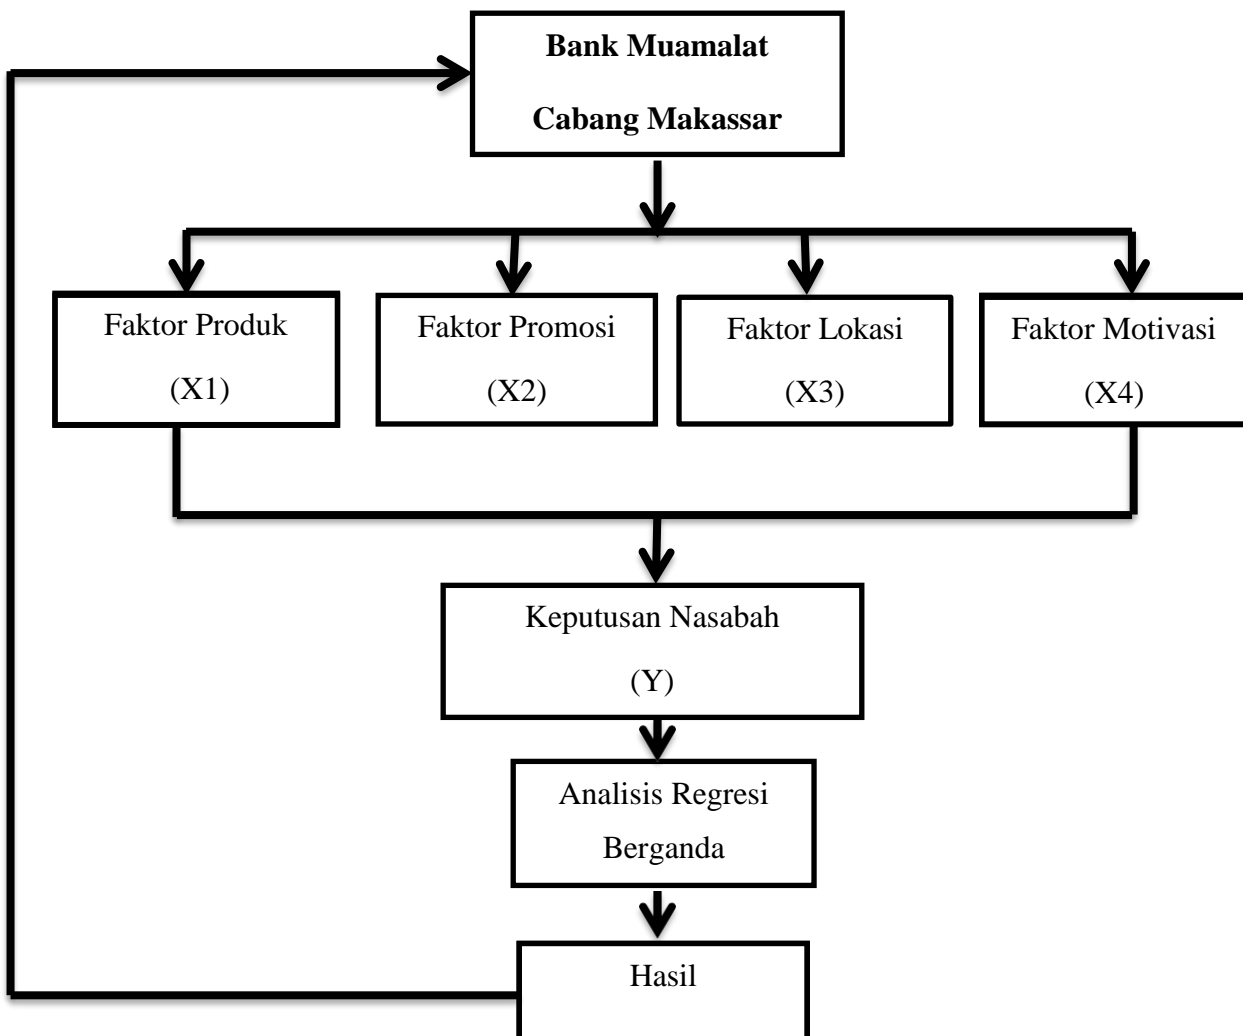 Bank Muamalat
Cabang Makassar
Faktor Produk
(X1)
Faktor Promosi
(X2)
Faktor Lokasi
(X3)
Faktor Motivasi
(X4)
Keputusan Nasabah
(Y)
Analisis Regresi
Berganda
Hasil